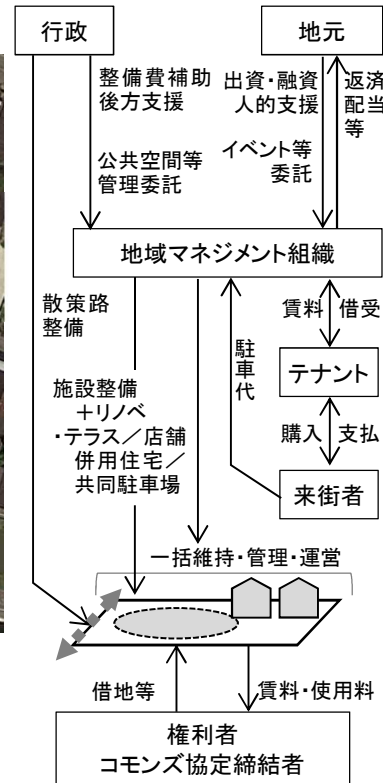 行政
地元
整備費補助
後方支援
公共空間等
管理委託
出資・融資
人的支援
イベント等
委託
返済
配当
等
地域マネジメント組織
散策路
整備
施設整備
＋リノベ
・テラス／店舗
併用住宅／
共同駐車場
駐車代
賃料
借受
テナント
購入
支払
来街者
一括維持・管理・運営
借地等
賃料・使用料
権利者
コモンズ協定締結者